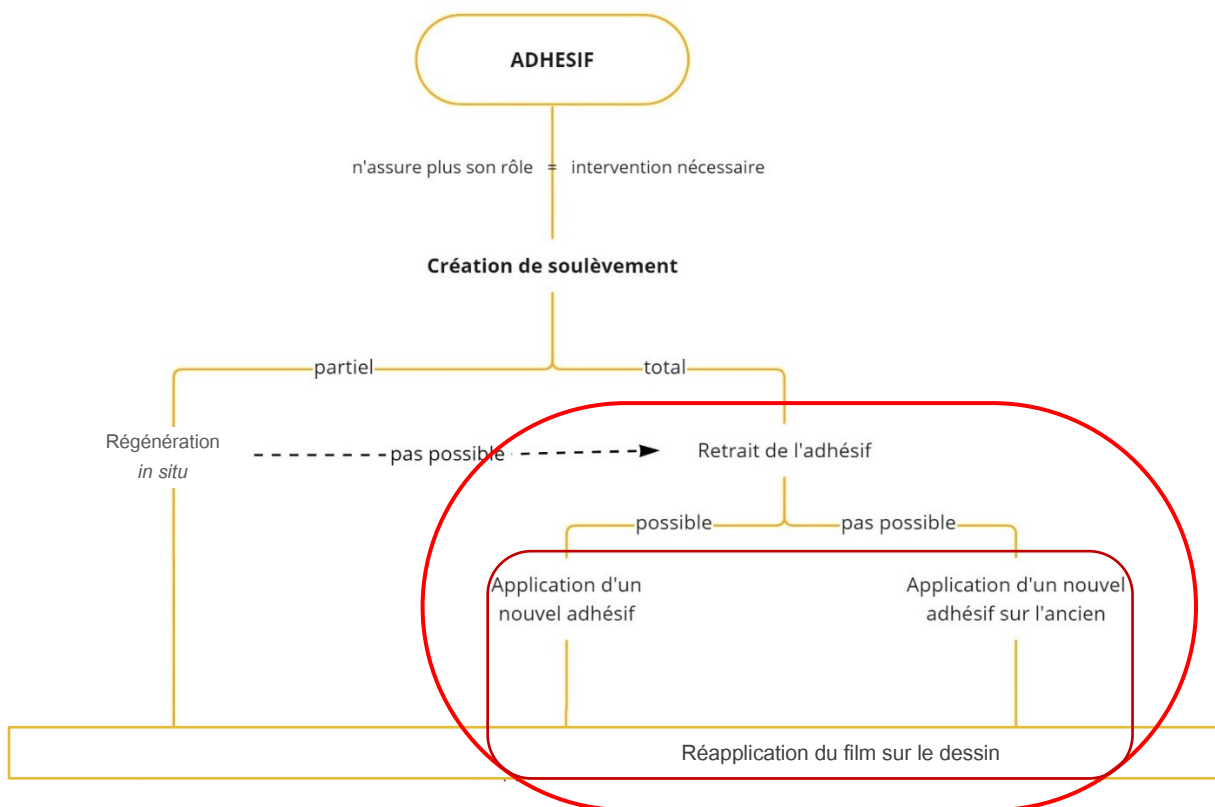 ADHESIF
n'assure plus son rôle = intervention nécessaire
Création de soulèvement
partiel
total
Régénération
in situ
pas possible
Retrait de l'adhésif
possible
pas possible
Application d'un
nouvel adhésif
Application d'un nouvel
adhésif sur l'ancien
Réapplication du film sur le dessin